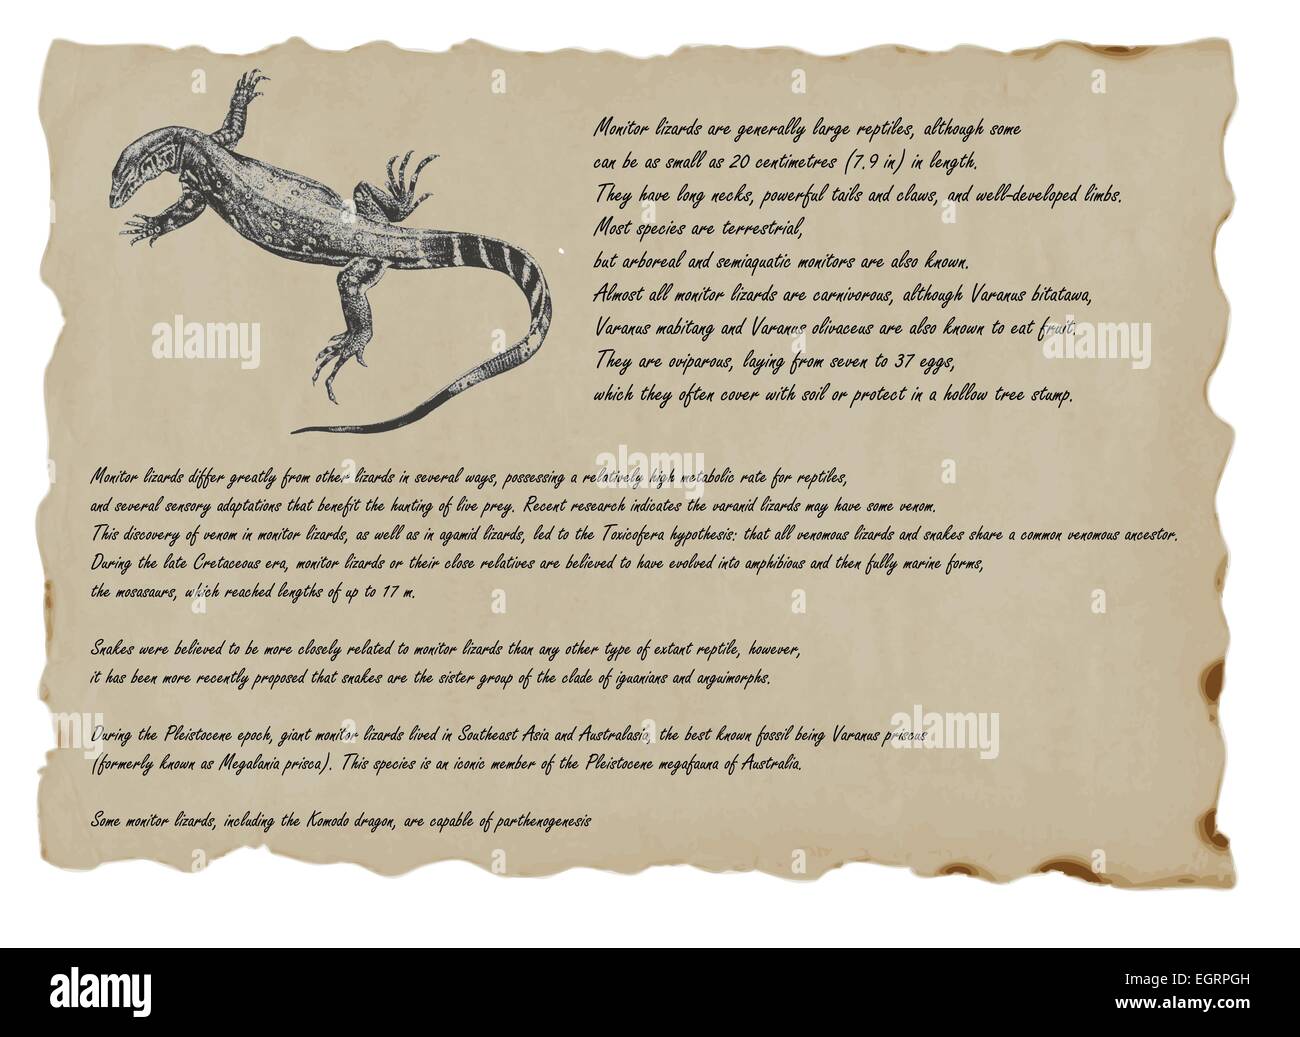 Monitor lizards are generally large reptiles, although some
can be as small as 20 centimetres (7.9 in) in length.
They have long necks, powerful tails and claws, and well-developed limbs.
Most species are terrestrial,
but arboreal and semiaquatic monitors are also known.
Almost all monitor lizards are carnivorous, although Varanus bitatawa,
Varanus mabitang and Varanus olivaceus are also known to eat fruit.
They are oviparous, laying from seven to 37 eggs,
which they often cover with soil or protect in a hollow tree stump.
Monitor lizards differ greatly from other lizards in several ways, possessing a relatively high metabolic rate for reptiles,
and several sensory adaptations that benefit the hunting of live prey. Recent research indicates the varanid lizards may have some venom.
This discovery of venom in monitor lizards, as well as in agamid lizards, led to the Toxicofera hypothesis: that all venomous lizards and snakes share a common venomous ancestor.
During the late Cretaceous era, monitor lizards or their close relatives are believed to have evolved into amphibious and then fully marine forms,
the mosasaurs, which reached lengths of up to 17 m.
Snakes were believed to be more closely related to monitor lizards than any other type of extant reptile, however,
it has been more recently proposed that snakes are the sister group of the clade of iguanians and anguimorphs.
During the Pleistocene epoch, giant monitor lizards lived in Southeast Asia and Australasia, the best known fossil being Varanus priscus
(formerly known as Megalania prisca). This species is an iconic member of the Pleistocene megafauna of Australia.
Some monitor lizards, including the Komodo dragon, are capable of parthenogenesis
a
a
a
a
alamy
alamy
alamy
a
a
a
a
a
a
alamy
alamy
a
a
a
a
alamy
Image ID: EGRPGH
www.alamy.com